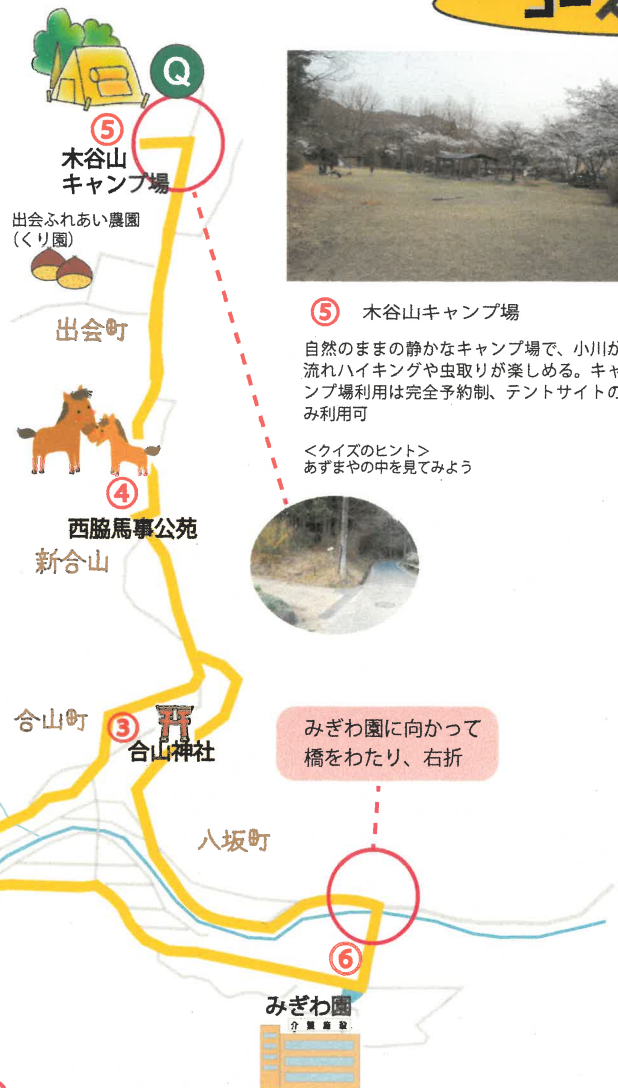 コース
Q
⑤
木谷山
キャンプ場
出会ふれあい農園
(くり園)
出会町
⑤ 木谷山キャンプ場
自然のままの静かなキャンプ場で、小川が
流れハイキングや虫取りが楽しめる。キャ
ンプ場利用は完全予約制、テントサイトの
み利用可
＜クイズのヒント＞
あずまやの中を見てみよう
④
西脇馬事公苑
新合山
合山町
③
合山神社
みぎわ園に向かって
橋をわたり、右折
八坂町
⑥
みぎわ園
介護施設